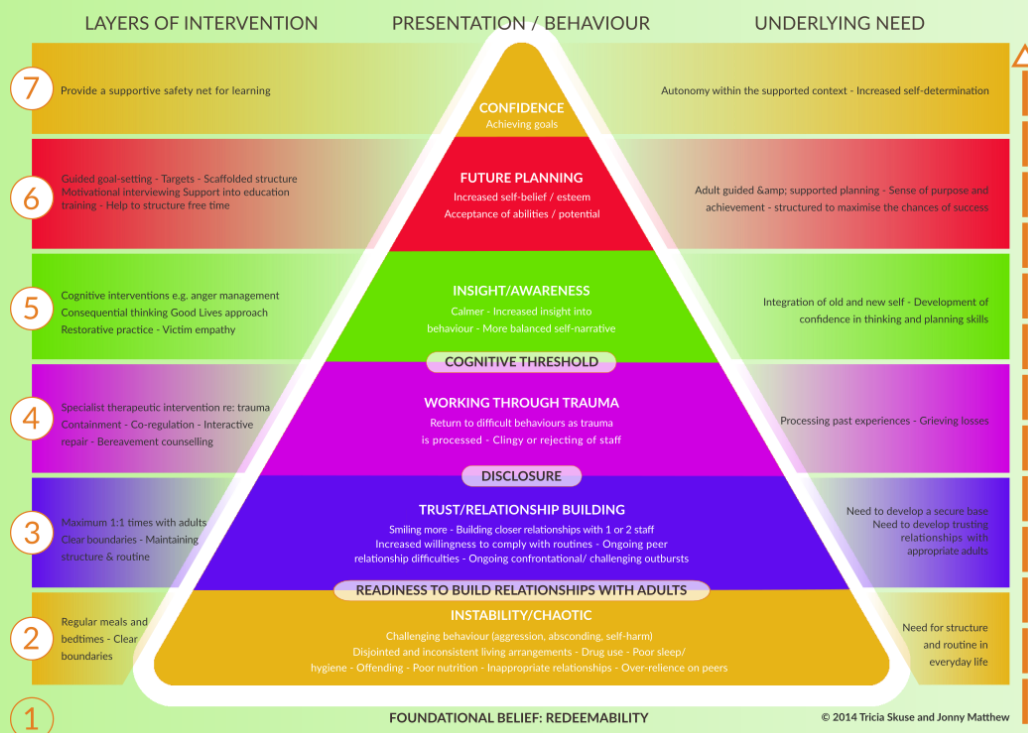 LAYERS OF INTERVENTION
PRESENTATION / BEHAVIOUR
UNDERLYING NEED
7
Provide a supportive safety net for learning
CONFIDENCE
Achieving goals
Autonomy within the supported context - Increased self-determination
6
Guided goal-setting - Targets - Scaffolded structure
Motivational interviewing Support into education
training - Help to structure free time
FUTURE PLANNING
Increased self-belief / esteem
Acceptance of abilities / potential
Adult guided &amp; supported planning - Sense of purpose and
achievement - structured to maximise the chances of success
5
Cognitive interventions e.g. anger management
Consequential thinking Good Lives approach
Restorative practice - Victim empathy
INSIGHT/AWARENESS
Calmer - Increased insight into
behaviour - More balanced self-narrative
Integration of old and new self - Development of
confidence in thinking and planning skills
COGNITIVE THRESHOLD
4
Specialist therapeutic intervention re: trauma
Containment - Co-regulation - Interactive
repair - Bereavement counselling
WORKING THROUGH TRAUMA
Return to difficult behaviours as trauma
is processed - Clingy or rejecting of staff
Processing past experiences - Grieving losses
DISCLOSURE
3
Maximum 1:1 times with adults
Clear boundaries - Maintaining
structure & routine
TRUST/RELATIONSHIP BUILDING
Smiling more - Building closer relationships with 1 or 2 staff
Increased willingness to comply with routines - Ongoing peer
relationship difficulties - Ongoing confrontational/ challenging outbursts
Need to develop a secure base
Need to develop trusting
relationships with
appropriate adults
READINESS TO BUILD RELATIONSHIPS WITH ADULTS
2
Regular meals and
bedtimes - Clear
boundaries
INSTABILITY/CHAOTIC
Challenging behaviour (aggression, absconding, self-harm)
Disjointed and inconsistent living arrangements - Drug use - Poor sleep/
hygiene - Offending - Poor nutrition - Inappropriate relationships - Over-relience on peers
Need for structure
and routine in
everyday life
1
FOUNDATIONAL BELIEF: REDEEMABILITY
© 2014 Tricia Skuse and Jonny Matthew